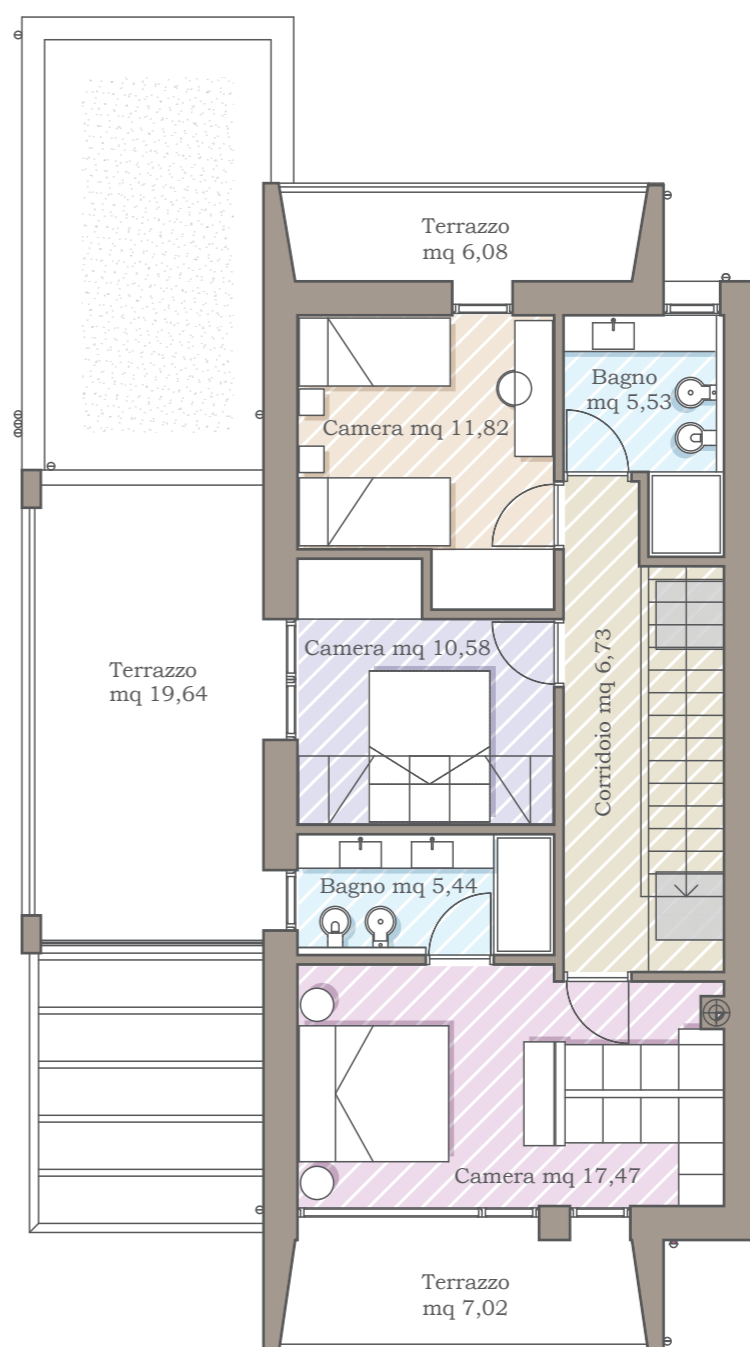 Terrazzo
mq 6,08
Bagno
mq 5,53
Camera mq 11,82
Camera mq 10,58
Corridoio mq 6,73
Terrazzo
mq 19,64
Bagno mq 5,44
Camera mq 17,47
Terrazzo
mq 7,02